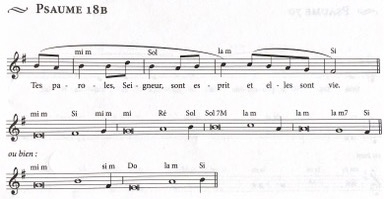 PSAUME 18B
mi m Sol la m Si
Tes pa - ro - les, Sei - gneur, sont es - prit et el - les sont vie.
mi m Si mi m mi Ré Sol Sol 7M la m la m la m7 Si
ou bien :
mi m si m Do la m Si